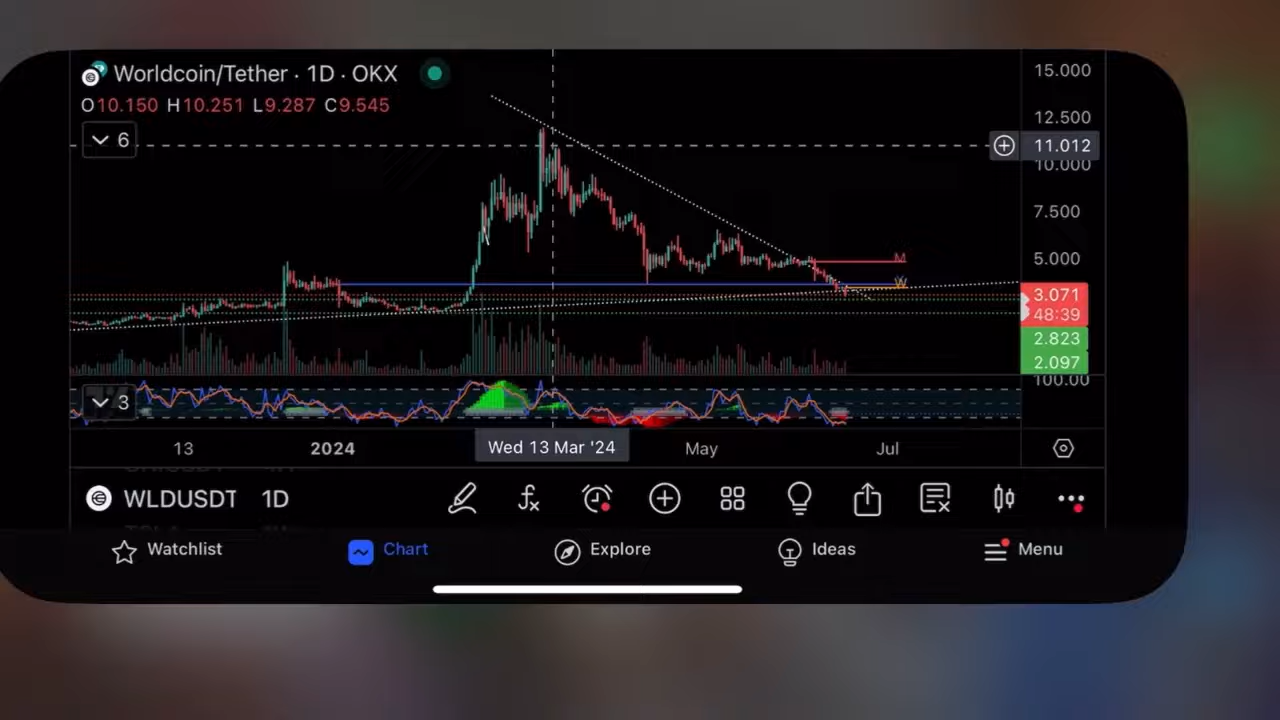 Worldcoin/Tether · 1D · OKX
O10.150 H10.251 L9.287 C9.545
6
15.000
12.500
11.012
10.000
7.500
5.000
M
W
3.071
48:39
2.823
2.097
100.00
3
13
2024
Wed 13 Mar '24
May
Jul
WLDUSDT 1D
fx
Watchlist
Chart
Explore
Ideas
Menu